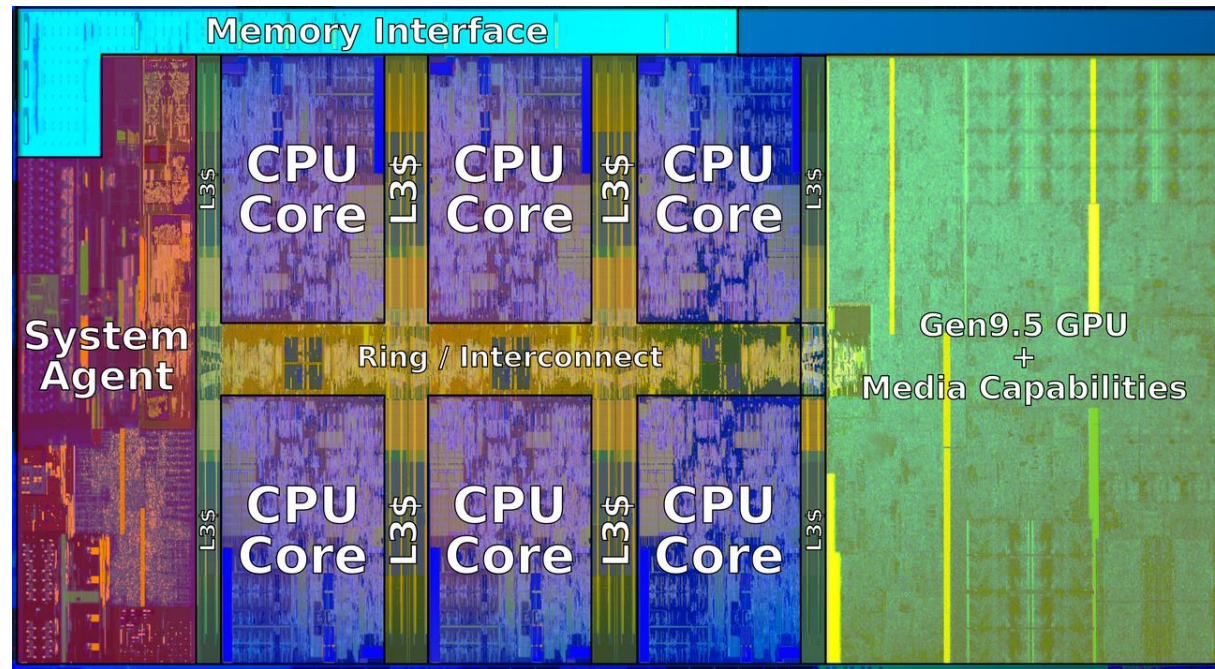 Memory Interface
L3$
CPU
Core
L3$
CPU
Core
L3$
CPU
Core
L3$
System
Agent
Ring / Interconnect
Gen9.5 GPU
+
Media Capabilities
L3$
CPU
Core
L3$
CPU
Core
L3$
CPU
Core
L3$